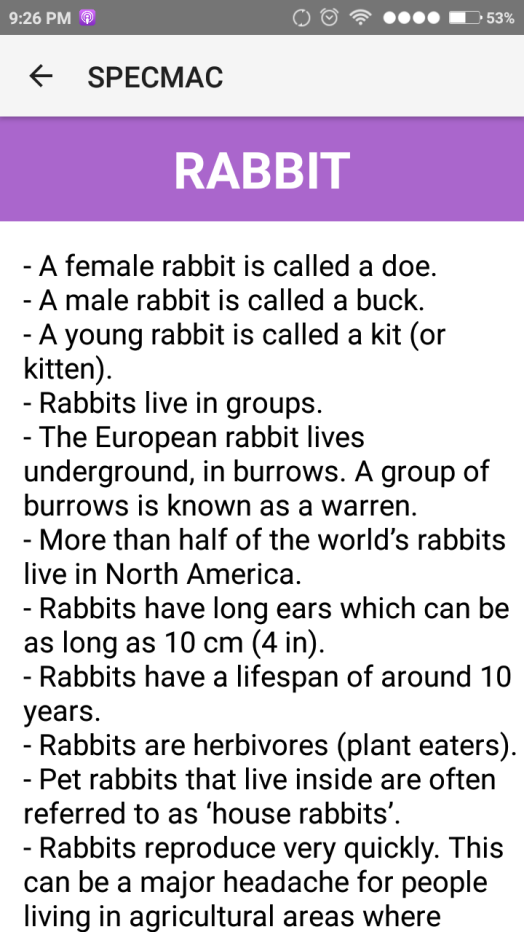 9:26 PM 53%
SPECMAC
RABBIT
- A female rabbit is called a doe.
- A male rabbit is called a buck.
- A young rabbit is called a kit (or
kitten).
- Rabbits live in groups.
- The European rabbit lives
underground, in burrows. A group of
burrows is known as a warren.
- More than half of the world’s rabbits
live in North America.
- Rabbits have long ears which can be
as long as 10 cm (4 in).
- Rabbits have a lifespan of around 10
years.
- Rabbits are herbivores (plant eaters).
- Pet rabbits that live inside are often
referred to as ‘house rabbits’.
- Rabbits reproduce very quickly. This
can be a major headache for people
living in agricultural areas where